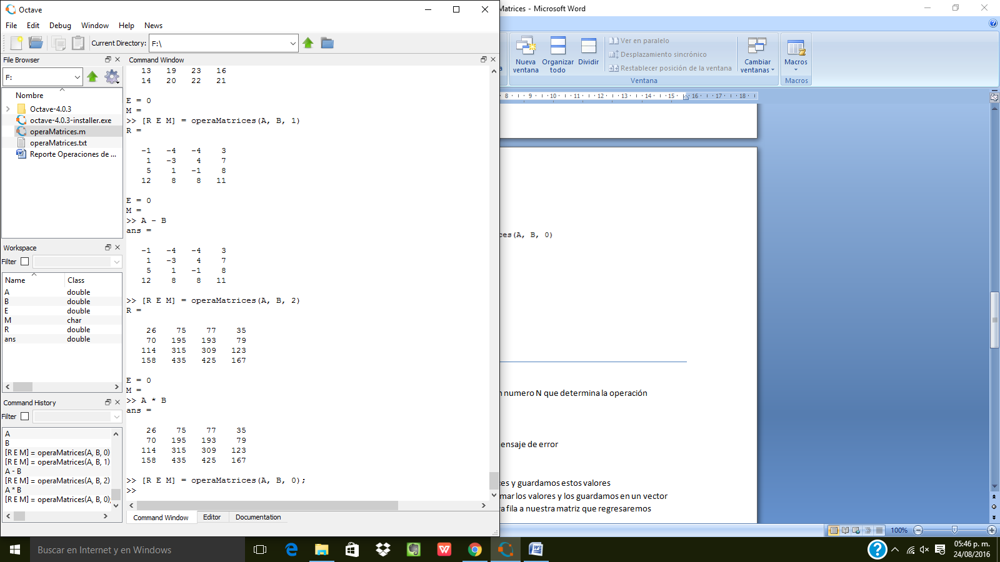 Octave
File Edit Debug Window Help News
Current Directory: F:\
File Browser
F:
Nombre
Octave-4.0.3
octave-4.0.3-installer.exe
operaMatrices.m
operaMatrices.txt
Reporte Operaciones de ...
Workspace
Filter
Name Class
A double
B double
E double
M char
R double
ans double
Command History
Filter
A
B
[R E M] = operaMatrices(A, B, 0)
[R E M] = operaMatrices(A, B, 1)
A - B
[R E M] = operaMatrices(A, B, 2)
A * B
[R E M] = operaMatrices(A, B, 0);
Command Window
13 19 23 16
14 20 22 21
E = 0
M =
>> [R E M] = operaMatrices(A, B, 1)
R =
-1 -4 -4 3
1 -3 4 7
5 1 -1 8
12 8 8 11
E = 0
M =
>> A - B
ans =
-1 -4 -4 3
1 -3 4 7
5 1 -1 8
12 8 8 11
>> [R E M] = operaMatrices(A, B, 2)
R =
26 75 77 35
70 195 193 79
114 315 309 123
158 435 425 167
E = 0
M =
>> A * B
ans =
26 75 77 35
70 195 193 79
114 315 309 123
158 435 425 167
>> [R E M] = operaMatrices(A, B, 0);
>>
Command Window Editor Documentation
Matrices - Microsoft Word
Nueva ventana
Organizar todo
Dividir
Ver en paralelo
Desplazamiento sincrónico
Restablecer posición de la ventana
Cambiar ventanas
Macros
Ventana
Macros
8 9 10 11 12 13 14 15 16 17 18
ces(A, B, 0)
n numero N que determina la operación
ensaje de error
ces y guardamos estos valores
mar los valores y los guardamos en un vector
a fila a nuestra matriz que regresaremos
100%
Buscar en Internet y en Windows
05:46 p. m.
24/08/2016